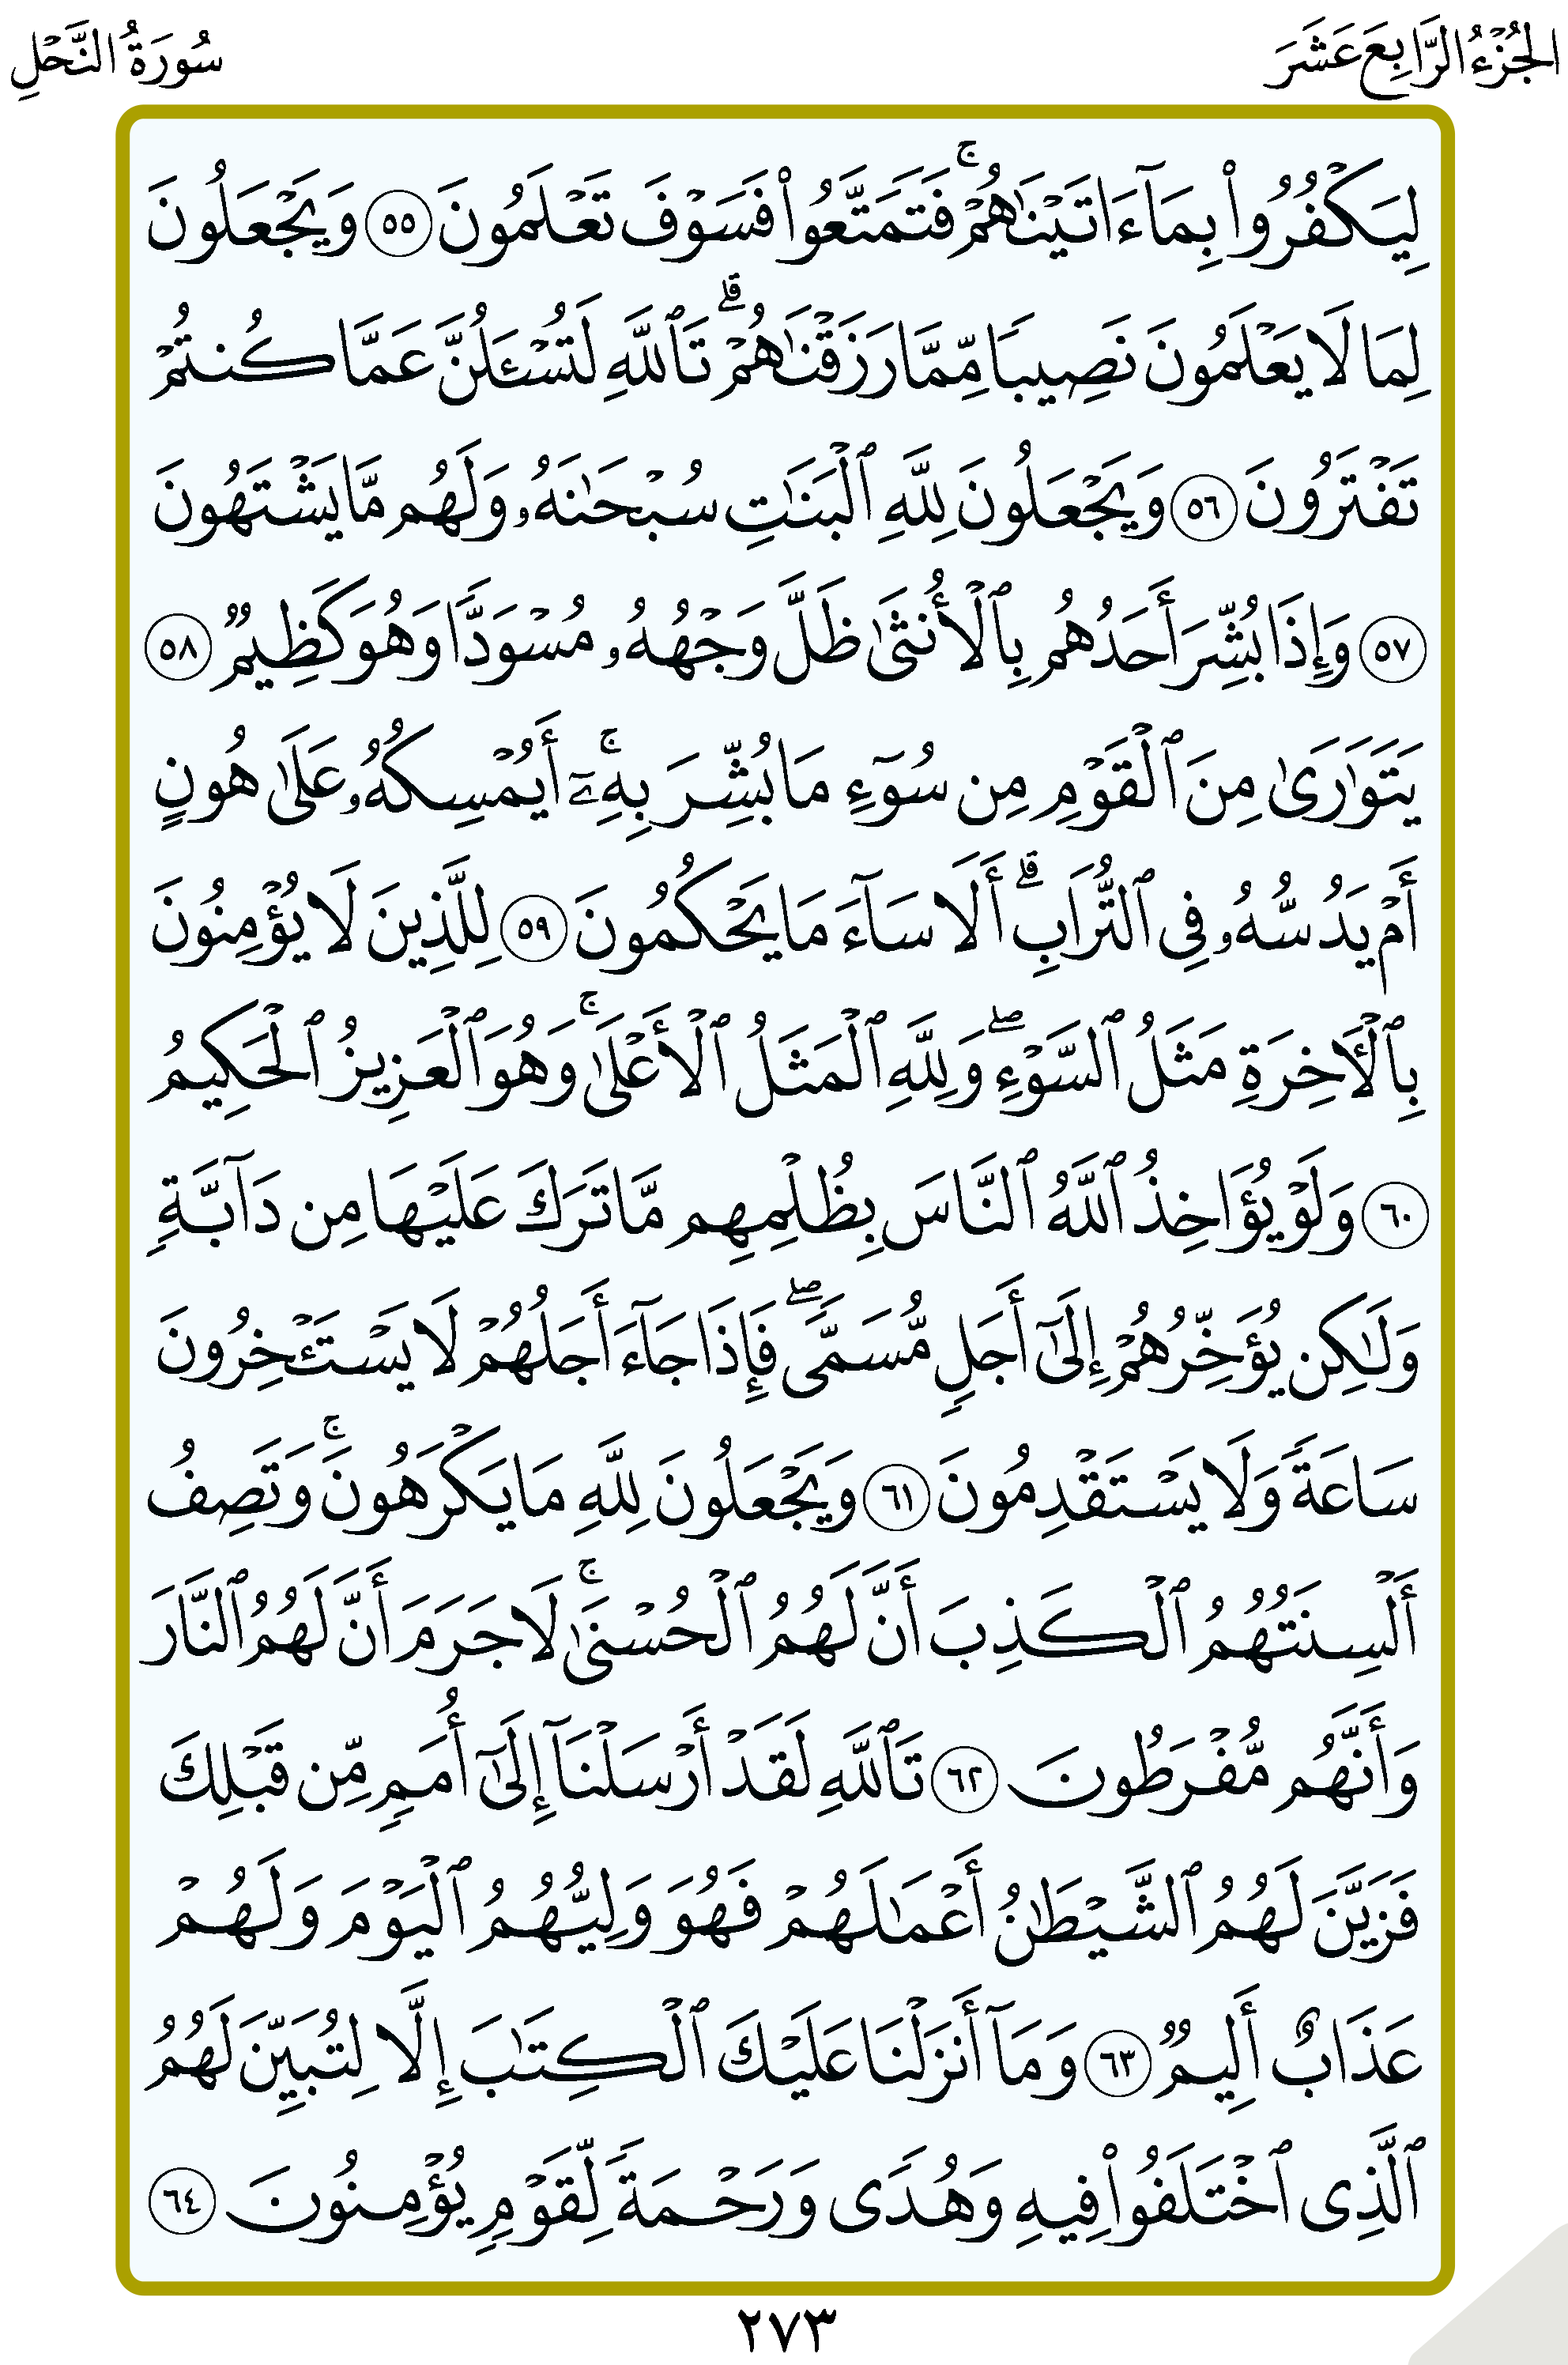 الجُزْءُ الرَّابِعَ عَشَرَ
سُورَةُ النَّحْلِ
لِيَكْفُرُوا۟ بِمَآ ءَاتَيْنَـٰهُمْ ۚ فَتَمَتَّعُوا۟ فَسَوْفَ تَعْلَمُونَ ٥٥ وَيَجْعَلُونَ
لِمَا لَا يَعْلَمُونَ نَصِيبًا مِّمَّا رَزَقْنَـٰهُمْ ۗ تَٱللَّهِ لَتُسْـَٔلُنَّ عَمَّا كُنتُمْ
تَفْتَرُونَ ٥٦ وَيَجْعَلُونَ لِلَّهِ ٱلْبَنَـٰتِ سُبْحَـٰنَهُۥ وَلَهُم مَّا يَشْتَهُونَ
٥٧ وَإِذَا بُشِّرَ أَحَدُهُم بِٱلْأُنثَىٰ ظَلَّ وَجْهُهُۥ مُسْوَدًّا وَهُوَ كَظِيمٌ ٥٨
يَتَوَٰرَىٰ مِنَ ٱلْقَوْمِ مِن سُوٓءِ مَا بُشِّرَ بِهِۦٓ ۚ أَيُمْسِكُهُۥ عَلَىٰ هُونٍ
أَمْ يَدُسُّهُۥ فِى ٱلتُّرَابِ ۗ أَلَا سَآءَ مَا يَحْكُمُونَ ٥٩ لِلَّذِينَ لَا يُؤْمِنُونَ
بِٱلْـَٔاخِرَةِ مَثَلُ ٱلسَّوْءِ ۖ وَلِلَّهِ ٱلْمَثَلُ ٱلْأَعْلَىٰ ۚ وَهُوَ ٱلْعَزِيزُ ٱلْحَكِيمُ
٦٠ وَلَوْ يُؤَاخِذُ ٱللَّهُ ٱلنَّاسَ بِظُلْمِهِم مَّا تَرَكَ عَلَيْهَا مِن دَآبَّةٍ
وَلَـٰكِن يُؤَخِّرُهُمْ إِلَىٰٓ أَجَلٍ مُّسَمًّى ۖ فَإِذَا جَآءَ أَجَلُهُمْ لَا يَسْتَـْٔخِرُونَ
سَاعَةً وَلَا يَسْتَقْدِمُونَ ٦١ وَيَجْعَلُونَ لِلَّهِ مَا يَكْرَهُونَ ۚ وَتَصِفُ
أَلْسِنَتُهُمُ ٱلْكَذِبَ أَنَّ لَهُمُ ٱلْحُسْنَىٰ ۚ لَا جَرَمَ أَنَّ لَهُمُ ٱلنَّارَ
وَأَنَّهُم مُّفْرَطُونَ ٦٢ تَٱللَّهِ لَقَدْ أَرْسَلْنَآ إِلَىٰٓ أُمَمٍ مِّن قَبْلِكَ
فَزَيَّنَ لَهُمُ ٱلشَّيْطَـٰنُ أَعْمَـٰلَهُمْ فَهُوَ وَلِيُّهُمُ ٱلْيَوْمَ وَلَهُمْ
عَذَابٌ أَلِيمٌ ٦٣ وَمَآ أَنزَلْنَا عَلَيْكَ ٱلْكِتَـٰبَ إِلَّا لِتُبَيِّنَ لَهُمُ
ٱلَّذِى ٱخْتَلَفُوا۟ فِيهِ وَهُدًى وَرَحْمَةً لِّقَوْمٍ يُؤْمِنُونَ ٦٤
٢٧٣